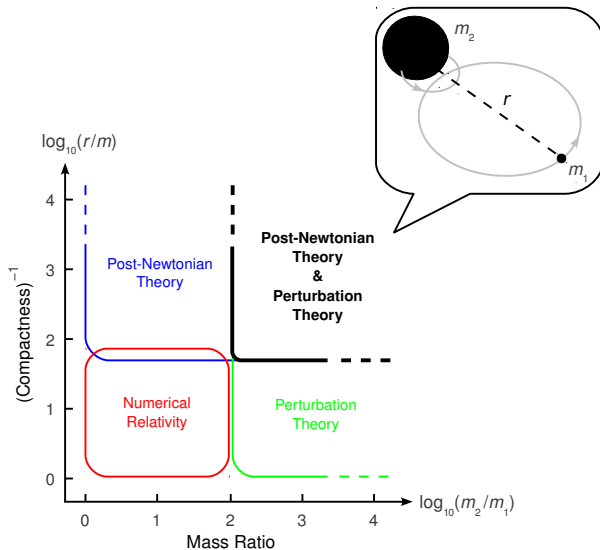 m₂
r
m₁
log₁₀(r/m)
4
3
2
1
0
(Compactness)⁻¹
Post-Newtonian
Theory
Post-Newtonian
Theory
&
Perturbation
Theory
Numerical
Relativity
Perturbation
Theory
0
1
2
3
4
log₁₀(m₂/m₁)
Mass Ratio